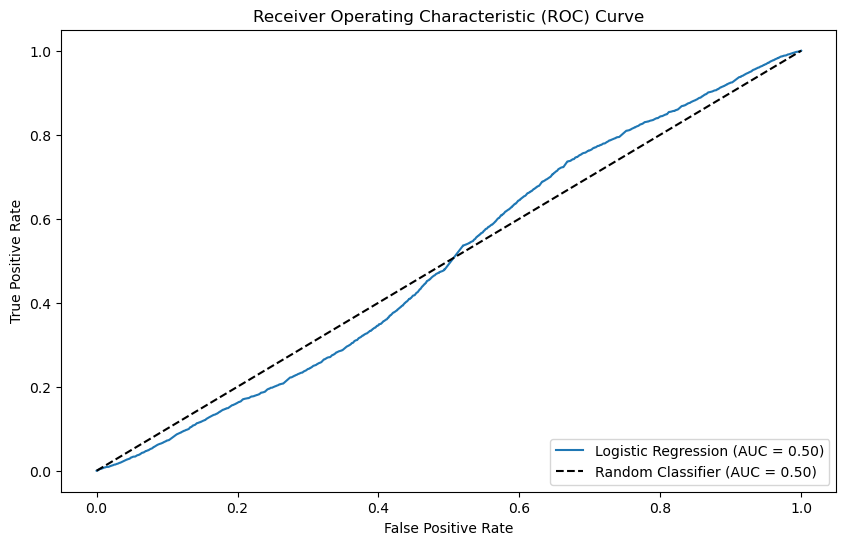 Receiver Operating Characteristic (ROC) Curve
True Positive Rate
1.0
0.8
0.6
0.4
0.2
0.0
0.0 0.2 0.4 0.6 0.8 1.0
False Positive Rate
Logistic Regression (AUC = 0.50)
Random Classifier (AUC = 0.50)